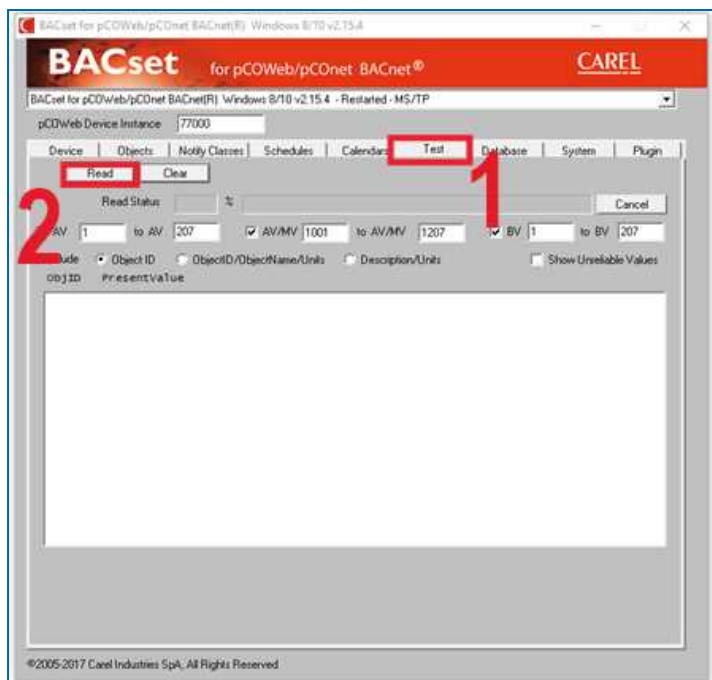 BACset for pCOWeb/pCOnet BACnet(R) Windows 8/10 v2.15.4
BACset for pCOWeb/pCOnet BACnet®
CAREL
BACset for pCOWeb/pCOnet BACnet(R) Windows 8/10 v2.15.4 - Restarted - MS/TP
pCOWeb Device Instance 77000
Device Objects Notify Classes Schedules Calendars Test Database System Plugin
1
Read Clear
2
Read Status % Cancel
AV 1 to AV 207 AV/MV 1001 to AV/MV 1207 BV 1 to BV 207
Object ID ObjectID/ObjectName/Units Description/Units Show Unreliable Values
ObjID PresentValue
©2005-2017 Carel Industries SpA, All Rights Reserved